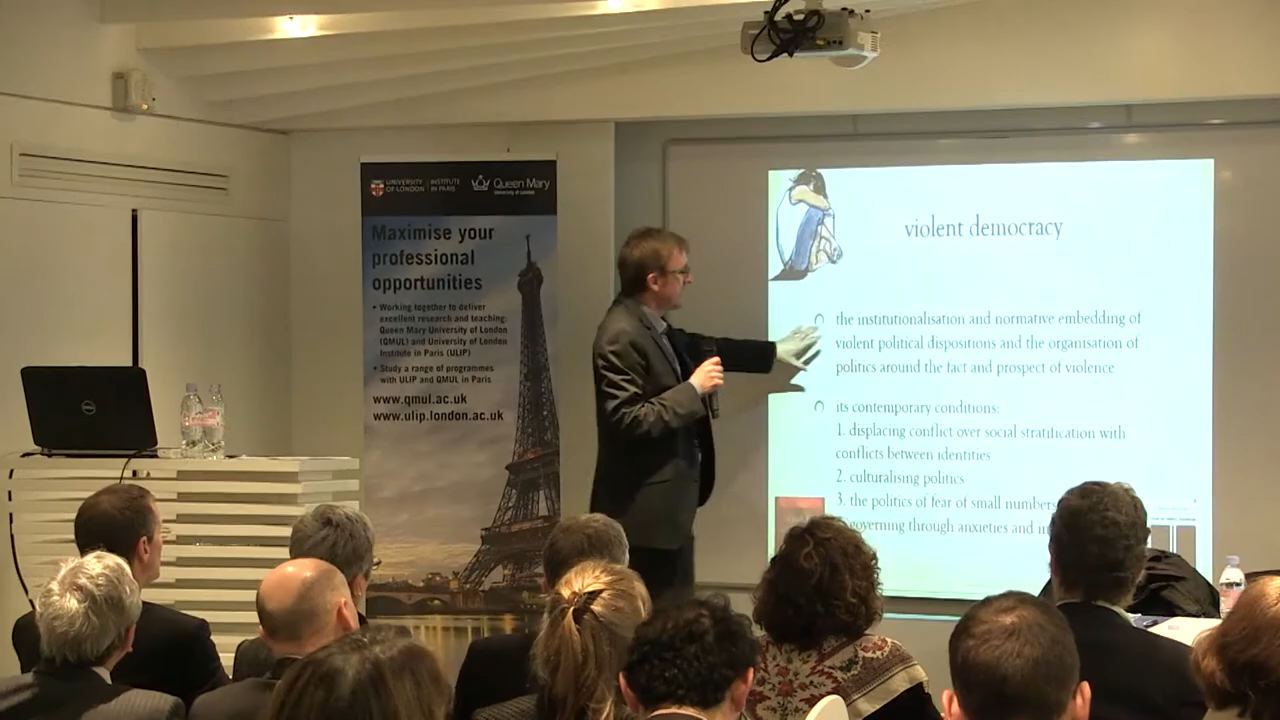 UNIVERSITY OF LONDON
INSTITUTE IN PARIS
Queen Mary
University of London
Maximise your
professional
opportunities
• Working together to deliver
excellent research and teaching:
Queen Mary University of London
(QMUL) and University of London
Institute in Paris (ULIP)
• Study a range of programmes
with ULIP and QMUL in Paris
www.qmul.ac.uk
www.ulip.london.ac.uk
DELL
violent democracy
the institutionalisation and normative embedding of
violent political dispositions and the organisation of
politics around the fact and prospect of violence
its contemporary conditions:
1. displacing conflict over social stratification with
conflicts between identities
2. culturalising politics
3. the politics of fear of small numbers
governing through anxieties and